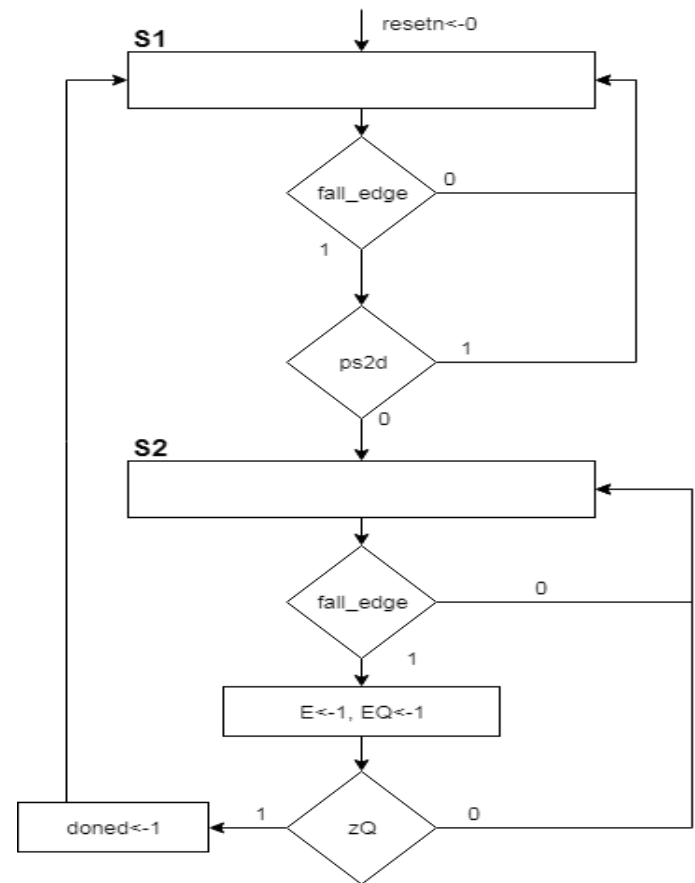 resetn<-0
S1
fall_edge
0
1
ps2d
1
0
S2
fall_edge
0
1
E<-1, EQ<-1
doned<-1
1
zQ
0